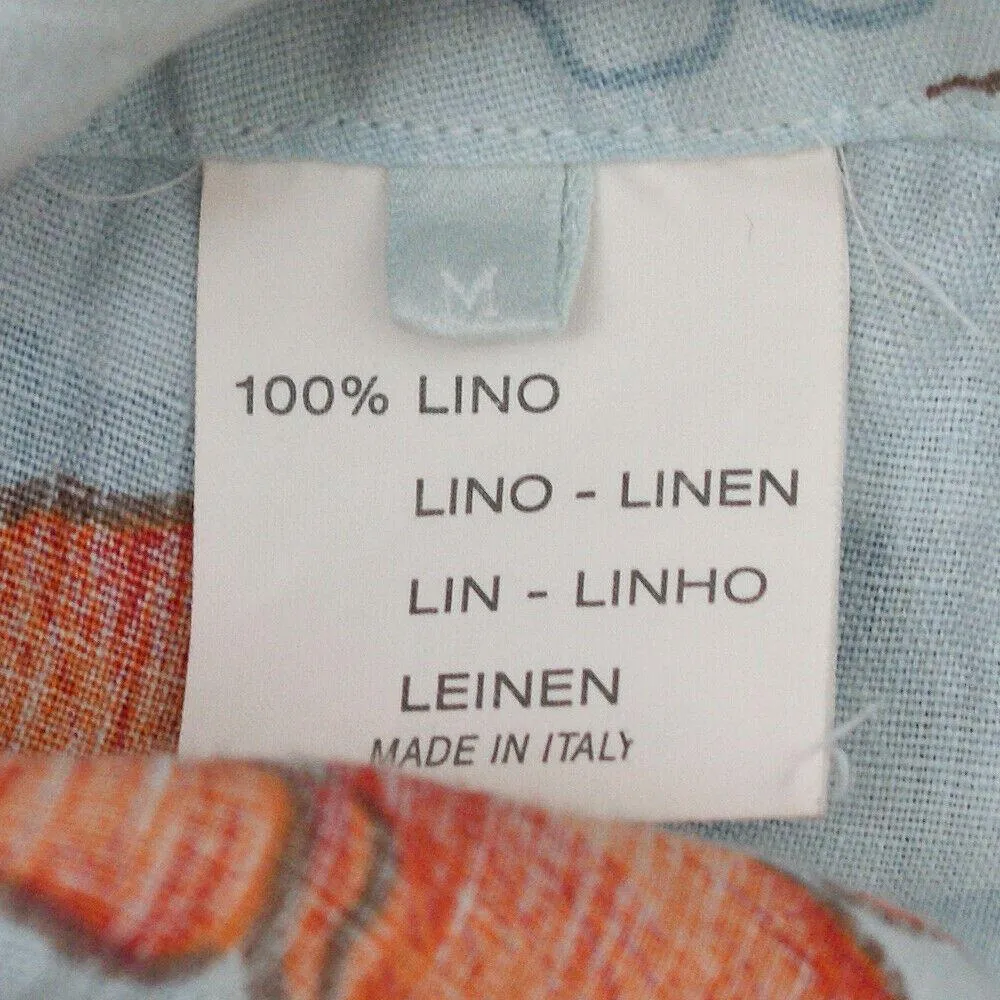 M
100% LINO
LINO - LINEN
LIN - LINHO
LEINEN
MADE IN ITALY